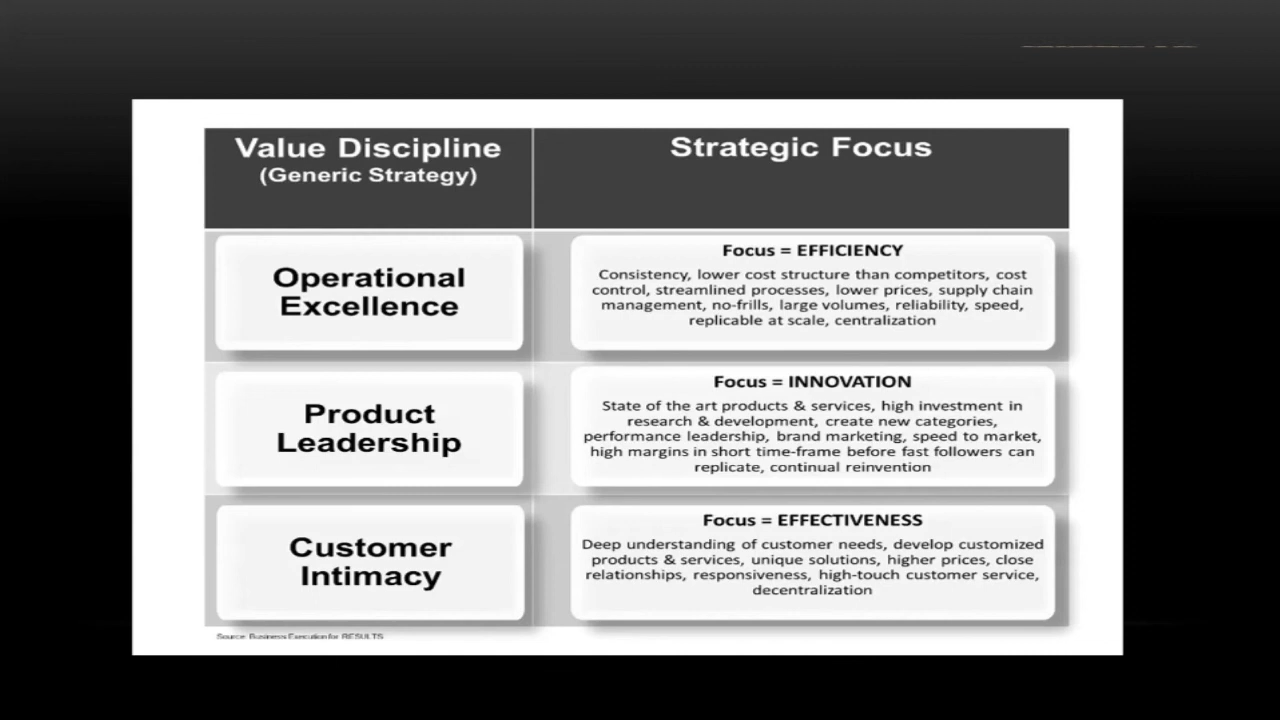 Value Discipline
(Generic Strategy)
Strategic Focus
Operational
Excellence
Focus = EFFICIENCY
Consistency, lower cost structure than competitors, cost
control, streamlined processes, lower prices, supply chain
management, no-frills, large volumes, reliability, speed,
replicable at scale, centralization
Product
Leadership
Focus = INNOVATION
State of the art products & services, high investment in
research & development, create new categories,
performance leadership, brand marketing, speed to market,
high margins in short time-frame before fast followers can
replicate, continual reinvention
Customer
Intimacy
Focus = EFFECTIVENESS
Deep understanding of customer needs, develop customized
products & services, unique solutions, higher prices, close
relationships, responsiveness, high-touch customer service,
decentralization
Source: Business Execution for RESULTS